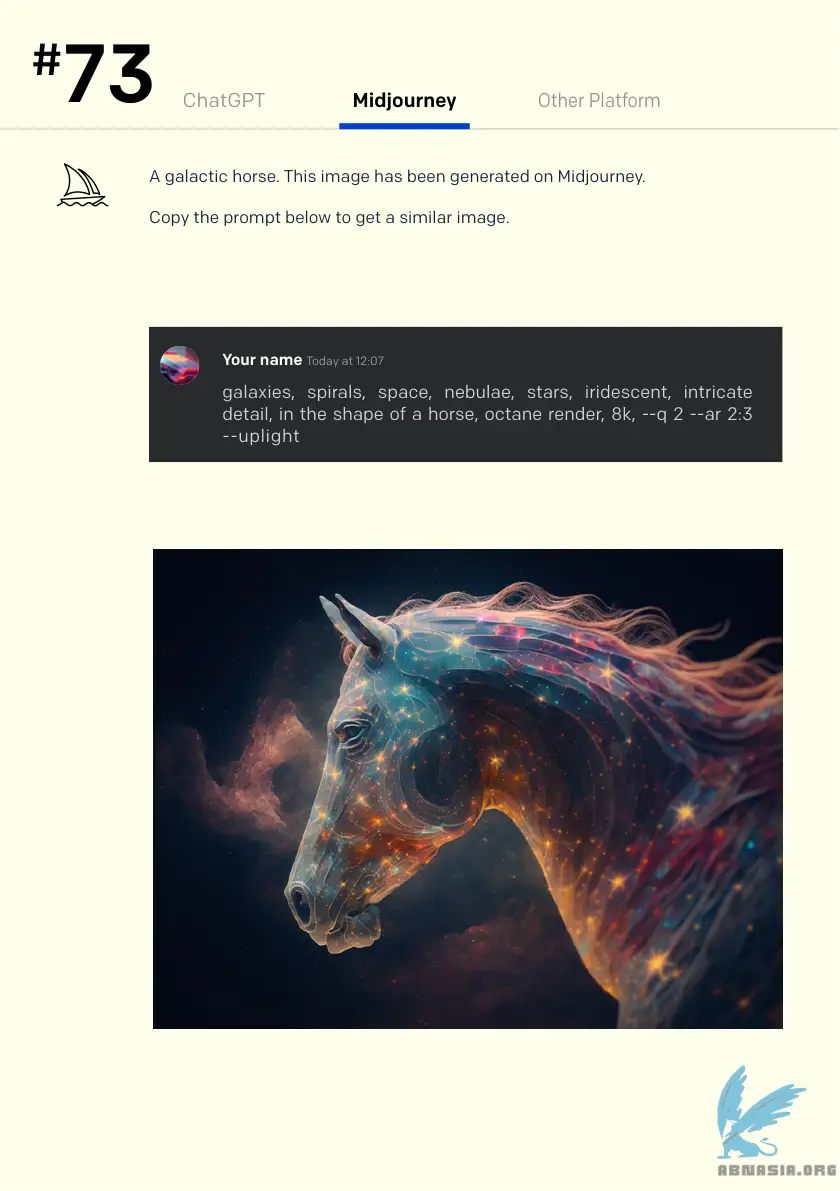 #73
ChatGPT
Midjourney
Other Platform
A galactic horse. This image has been generated on Midjourney.
Copy the prompt below to get a similar image.
Your name Today at 12:07
galaxies, spirals, space, nebulae, stars, iridescent, intricate
detail, in the shape of a horse, octane render, 8k, --q 2 --ar 2:3
--uplight
ABNASIA.ORG